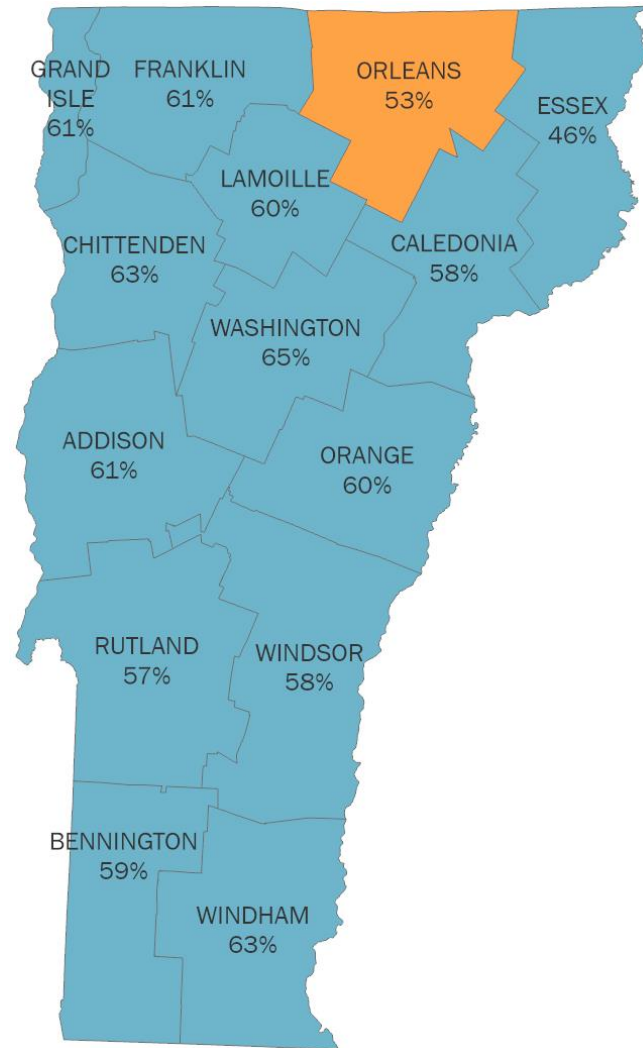 GRAND
ISLE
61%
FRANKLIN
61%
ORLEANS
53%
ESSEX
46%
LAMOILLE
60%
CHITTENDEN
63%
CALEDONIA
58%
WASHINGTON
65%
ADDISON
61%
ORANGE
60%
RUTLAND
57%
WINDSOR
58%
BENNINGTON
59%
WINDHAM
63%